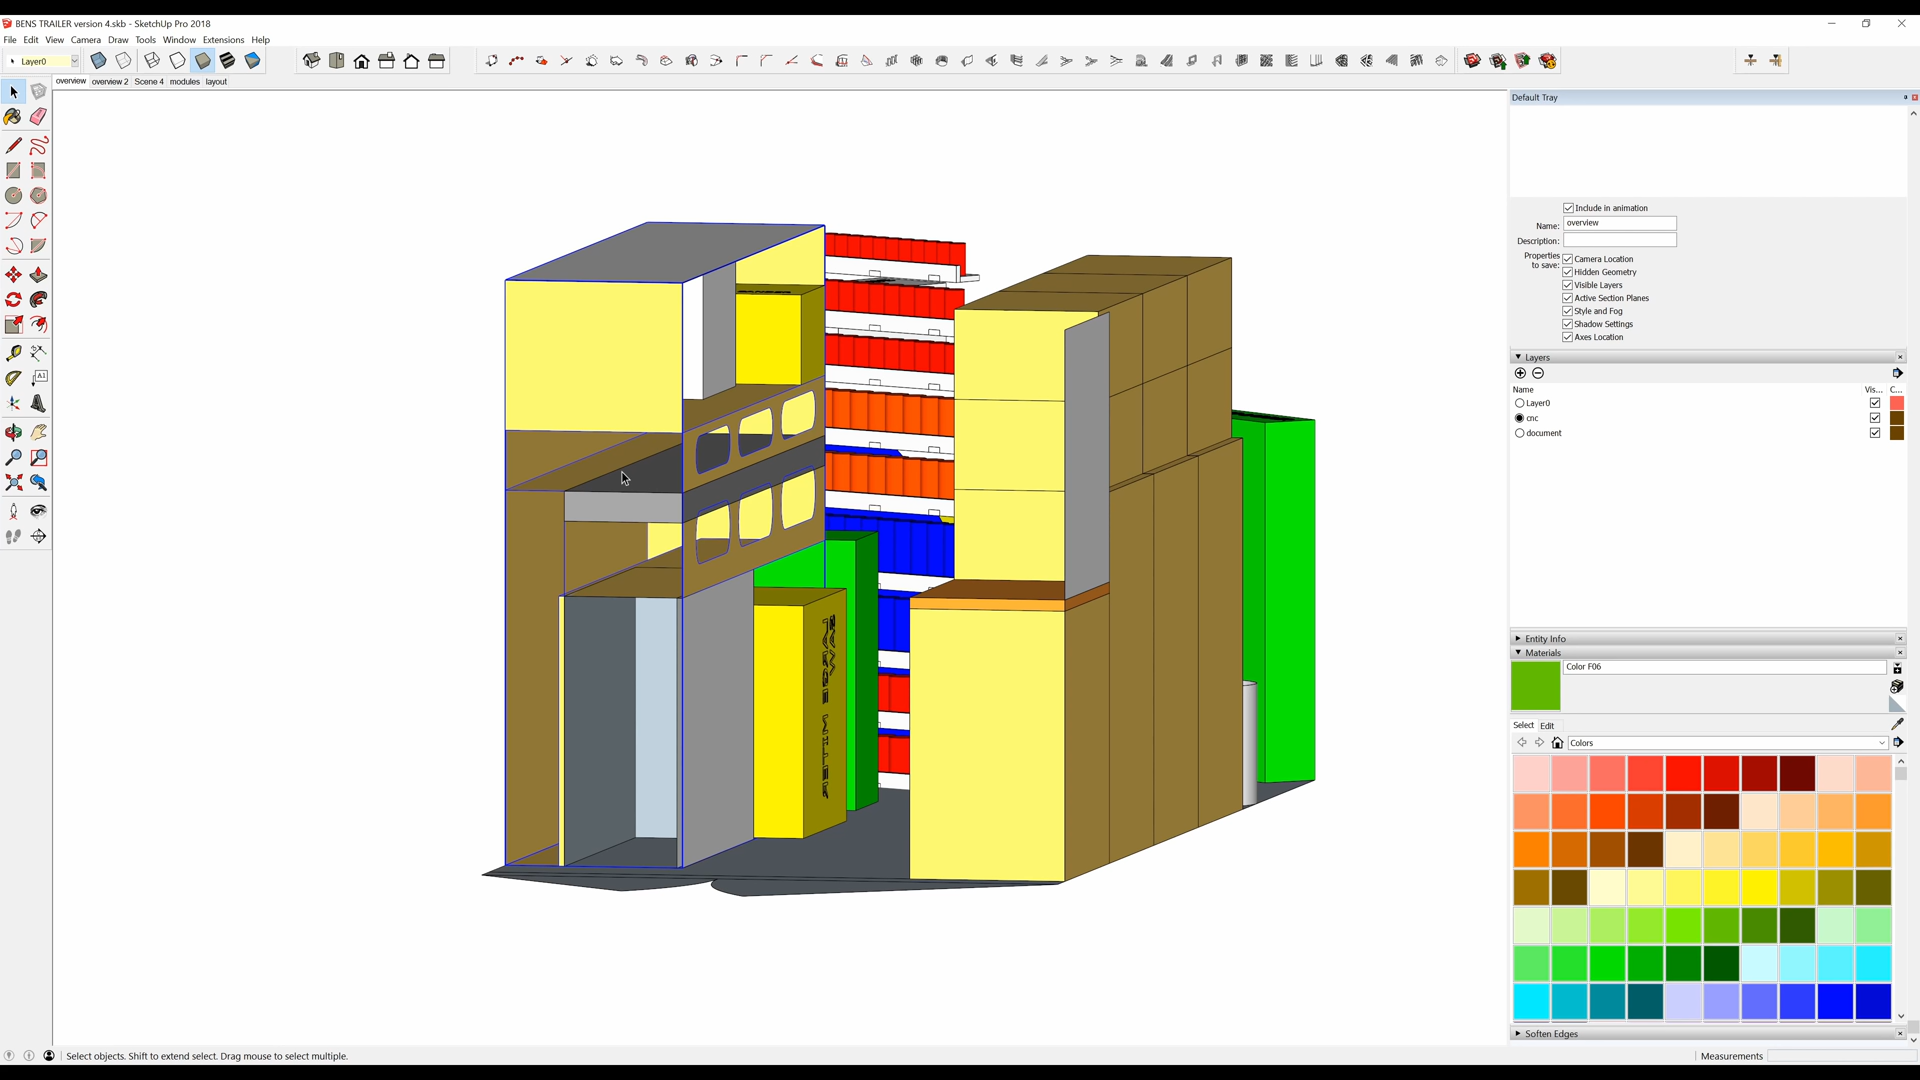 BENS TRAILER version 4.skb - SketchUp Pro 2018
File Edit View Camera Draw Tools Window Extensions Help
Layer0
overview overview 2 Scene 4 modules layout
Default Tray
Include in animation
Name: overview
Description:
Properties to save:
Camera Location
Hidden Geometry
Visible Layers
Active Section Planes
Style and Fog
Shadow Settings
Axes Location
Layers
Name Vis... C...
Layer0
cnc
document
Entity Info
Materials
Color F06
Select Edit
Colors
Soften Edges
Select objects. Shift to extend select. Drag mouse to select multiple.
Measurements